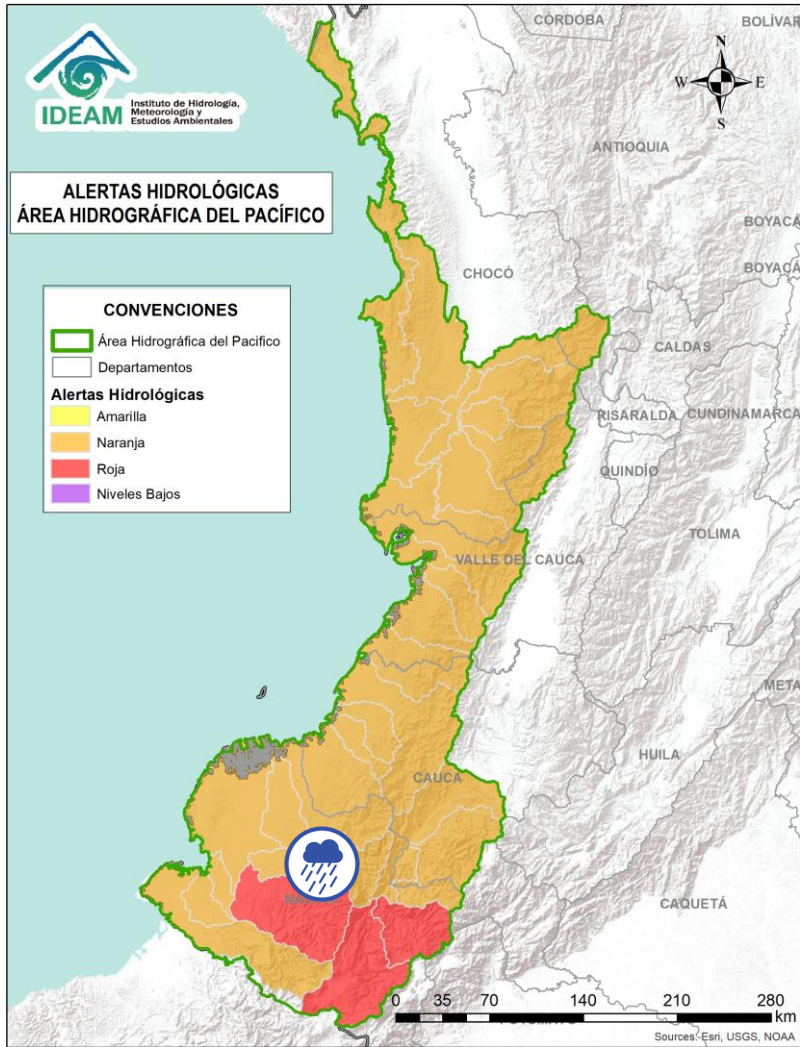 IDEAM
Instituto de Hidrología,
Meteorología y
Estudios Ambientales
ALERTAS HIDROLÓGICAS
ÁREA HIDROGRÁFICA DEL PACÍFICO
CONVENCIONES
Área Hidrográfica del Pacifico
Departamentos
Alertas Hidrológicas
Amarilla
Naranja
Roja
Niveles Bajos
N
W E
S
CÓRDOBA
BOLÍVAR
ANTIOQUIA
BOYACÁ
CHOCÓ
BOYACÁ
CALDAS
RISARALDA
CUNDINAMARCA
QUINDÍO
TOLIMA
VALLE DEL CAUCA
META
HUILA
CAUCA
CAQUETÁ
0 35 70 140 210 280
km
Sources: Esri, USGS, NOAA